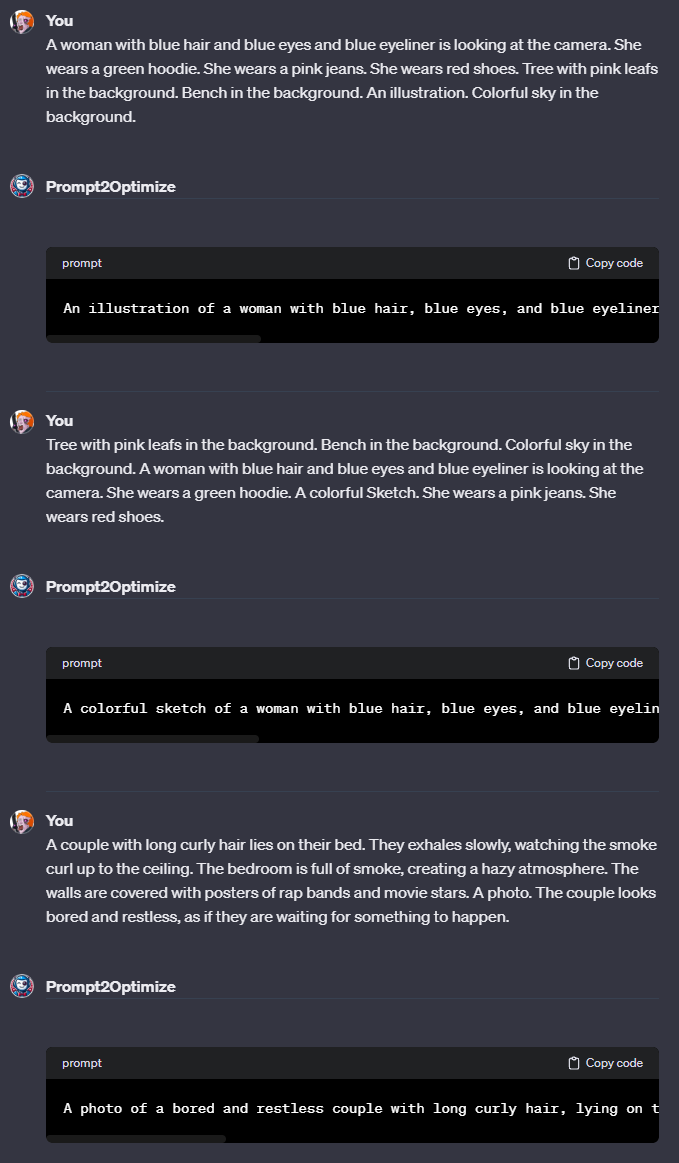 You
A woman with blue hair and blue eyes and blue eyeliner is looking at the camera. She
wears a green hoodie. She wears a pink jeans. She wears red shoes. Tree with pink leafs
in the background. Bench in the background. An illustration. Colorful sky in the
background.
Prompt2Optimize
prompt
Copy code
An illustration of a woman with blue hair, blue eyes, and blue eyeliner
You
Tree with pink leafs in the background. Bench in the background. Colorful sky in the
background. A woman with blue hair and blue eyes and blue eyeliner is looking at the
camera. She wears a green hoodie. A colorful Sketch. She wears a pink jeans. She
wears red shoes.
Prompt2Optimize
prompt
Copy code
A colorful sketch of a woman with blue hair, blue eyes, and blue eyelin
You
A couple with long curly hair lies on their bed. They exhales slowly, watching the smoke
curl up to the ceiling. The bedroom is full of smoke, creating a hazy atmosphere. The
walls are covered with posters of rap bands and movie stars. A photo. The couple looks
bored and restless, as if they are waiting for something to happen.
Prompt2Optimize
prompt
Copy code
A photo of a bored and restless couple with long curly hair, lying on t